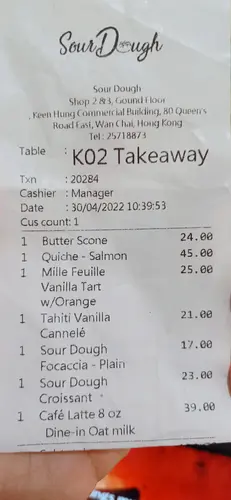 Sour Dough
Sour Dough
Shop 2 &3, Gound Floor
, Keen Hung Commercial Building, 80 Queen's
Road East, Wan Chai, Hong Kong
Tel: 25718873
Table : K02 Takeaway
Txn : 20284
Cashier : Manager
Date : 30/04/2022 10:39:53
Cus count: 1
1 Butter Scone 24.00
1 Quiche - Salmon 45.00
1 Mille Feuille 25.00
Vanilla Tart
w/Orange
1 Tahiti Vanilla 21.00
Cannelé
1 Sour Dough 17.00
Focaccia - Plain
1 Sour Dough 23.00
Croissant
1 Café Latte 8 oz 39.00
Dine-in Oat milk